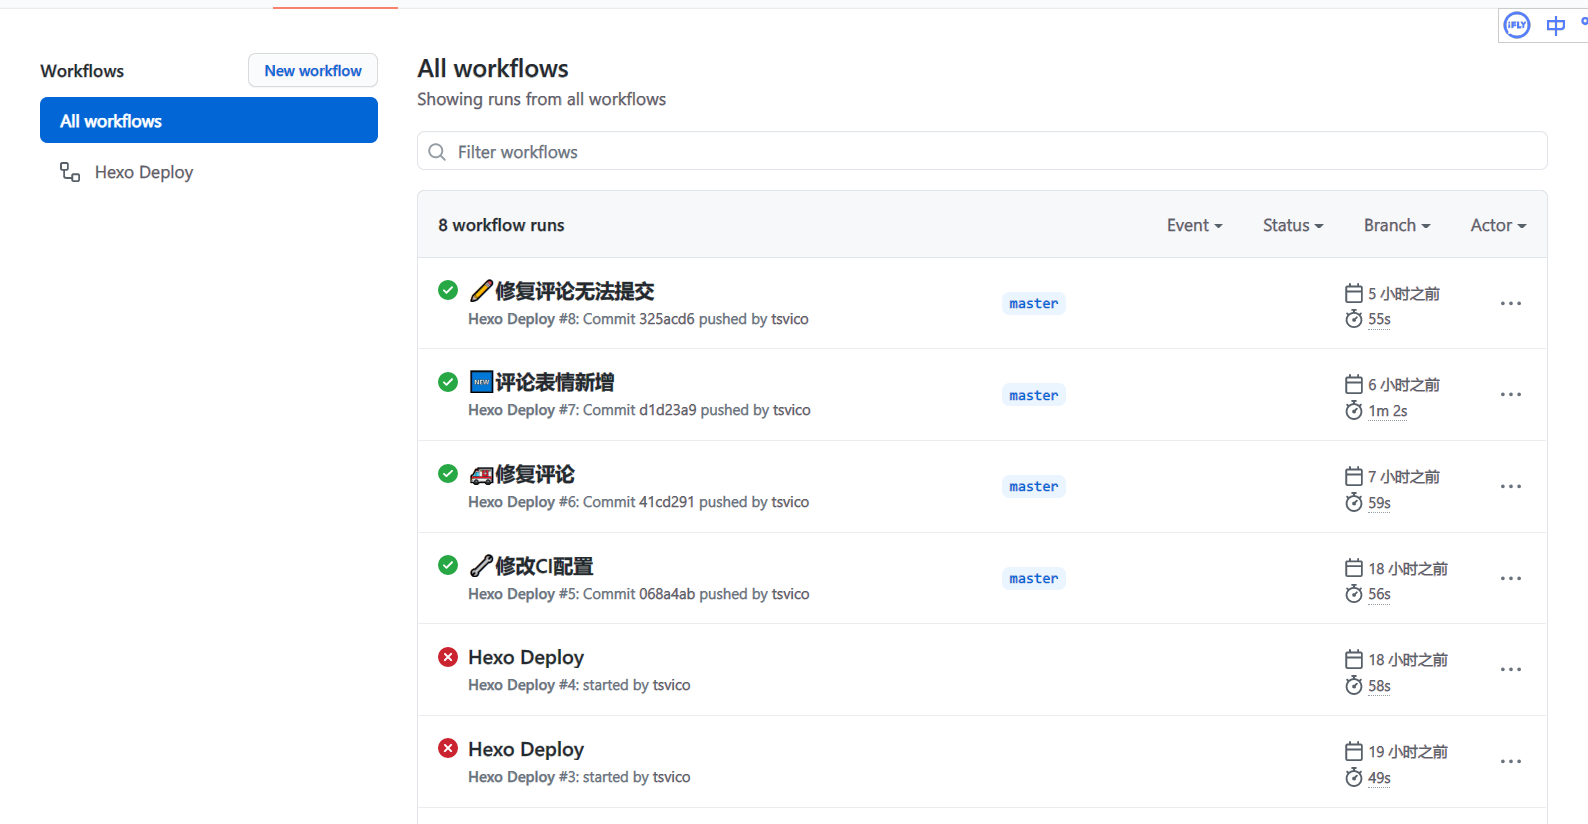 iFLY 中
Workflows
New workflow
All workflows
Hexo Deploy
All workflows
Showing runs from all workflows
Filter workflows
8 workflow runs
Event
Status
Branch
Actor
修复评论无法提交
Hexo Deploy #8: Commit 325acd6 pushed by tsvico
master
5 小时之前
55s
NEW评论表情新增
Hexo Deploy #7: Commit d1d23a9 pushed by tsvico
master
6 小时之前
1m 2s
修复评论
Hexo Deploy #6: Commit 41cd291 pushed by tsvico
master
7 小时之前
59s
修改CI配置
Hexo Deploy #5: Commit 068a4ab pushed by tsvico
master
18 小时之前
56s
Hexo Deploy
Hexo Deploy #4: started by tsvico
18 小时之前
58s
Hexo Deploy
Hexo Deploy #3: started by tsvico
19 小时之前
49s